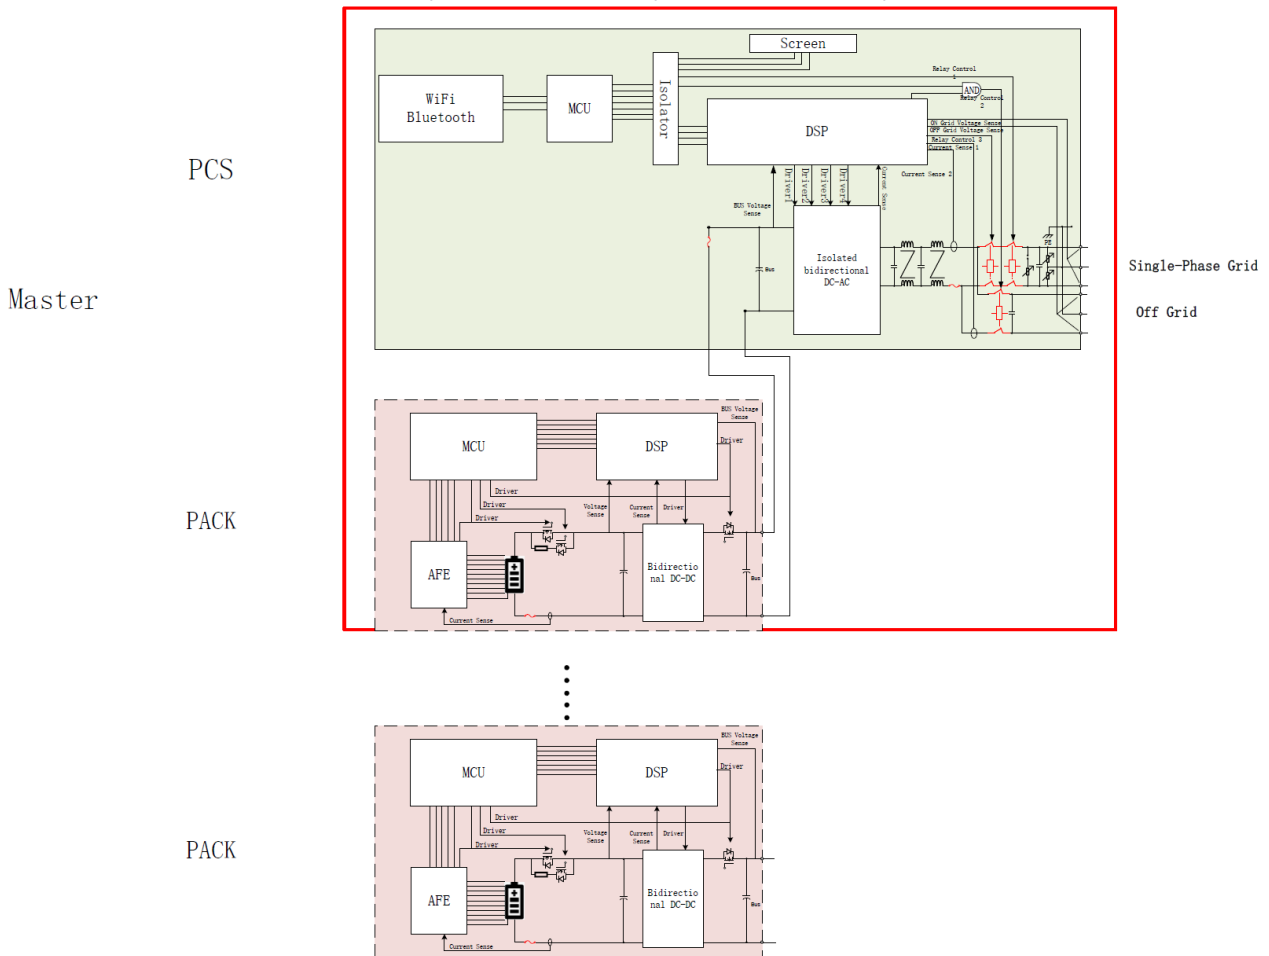 Screen
Relay Control
1
WiFi
Bluetooth
MCU
Isolator
AND
Relay Control
2
DSP
ON Grid Voltage Sense
OFF Grid Voltage Sense
Relay Control 3
Current Sense 1
PCS
Driver1
Driver2
Driver3
Driver4
Current Sense
Current Sense 2
BUS Voltage
Sense
PE
Bus
Isolated
bidirectional
DC-AC
Single-Phase Grid
Master
Off Grid
BUS Voltage
Sense
MCU
DSP
Driver
Driver
Driver
Driver
Voltage
Sense
Current
Sense
Driver
PACK
AFE
Bidirectio
nal DC-DC
Bus
Current Sense
BUS Voltage
Sense
MCU
DSP
Driver
Driver
Driver
Driver
Voltage
Sense
Current
Sense
Driver
PACK
AFE
Bidirectio
nal DC-DC
Bus
Current Sense